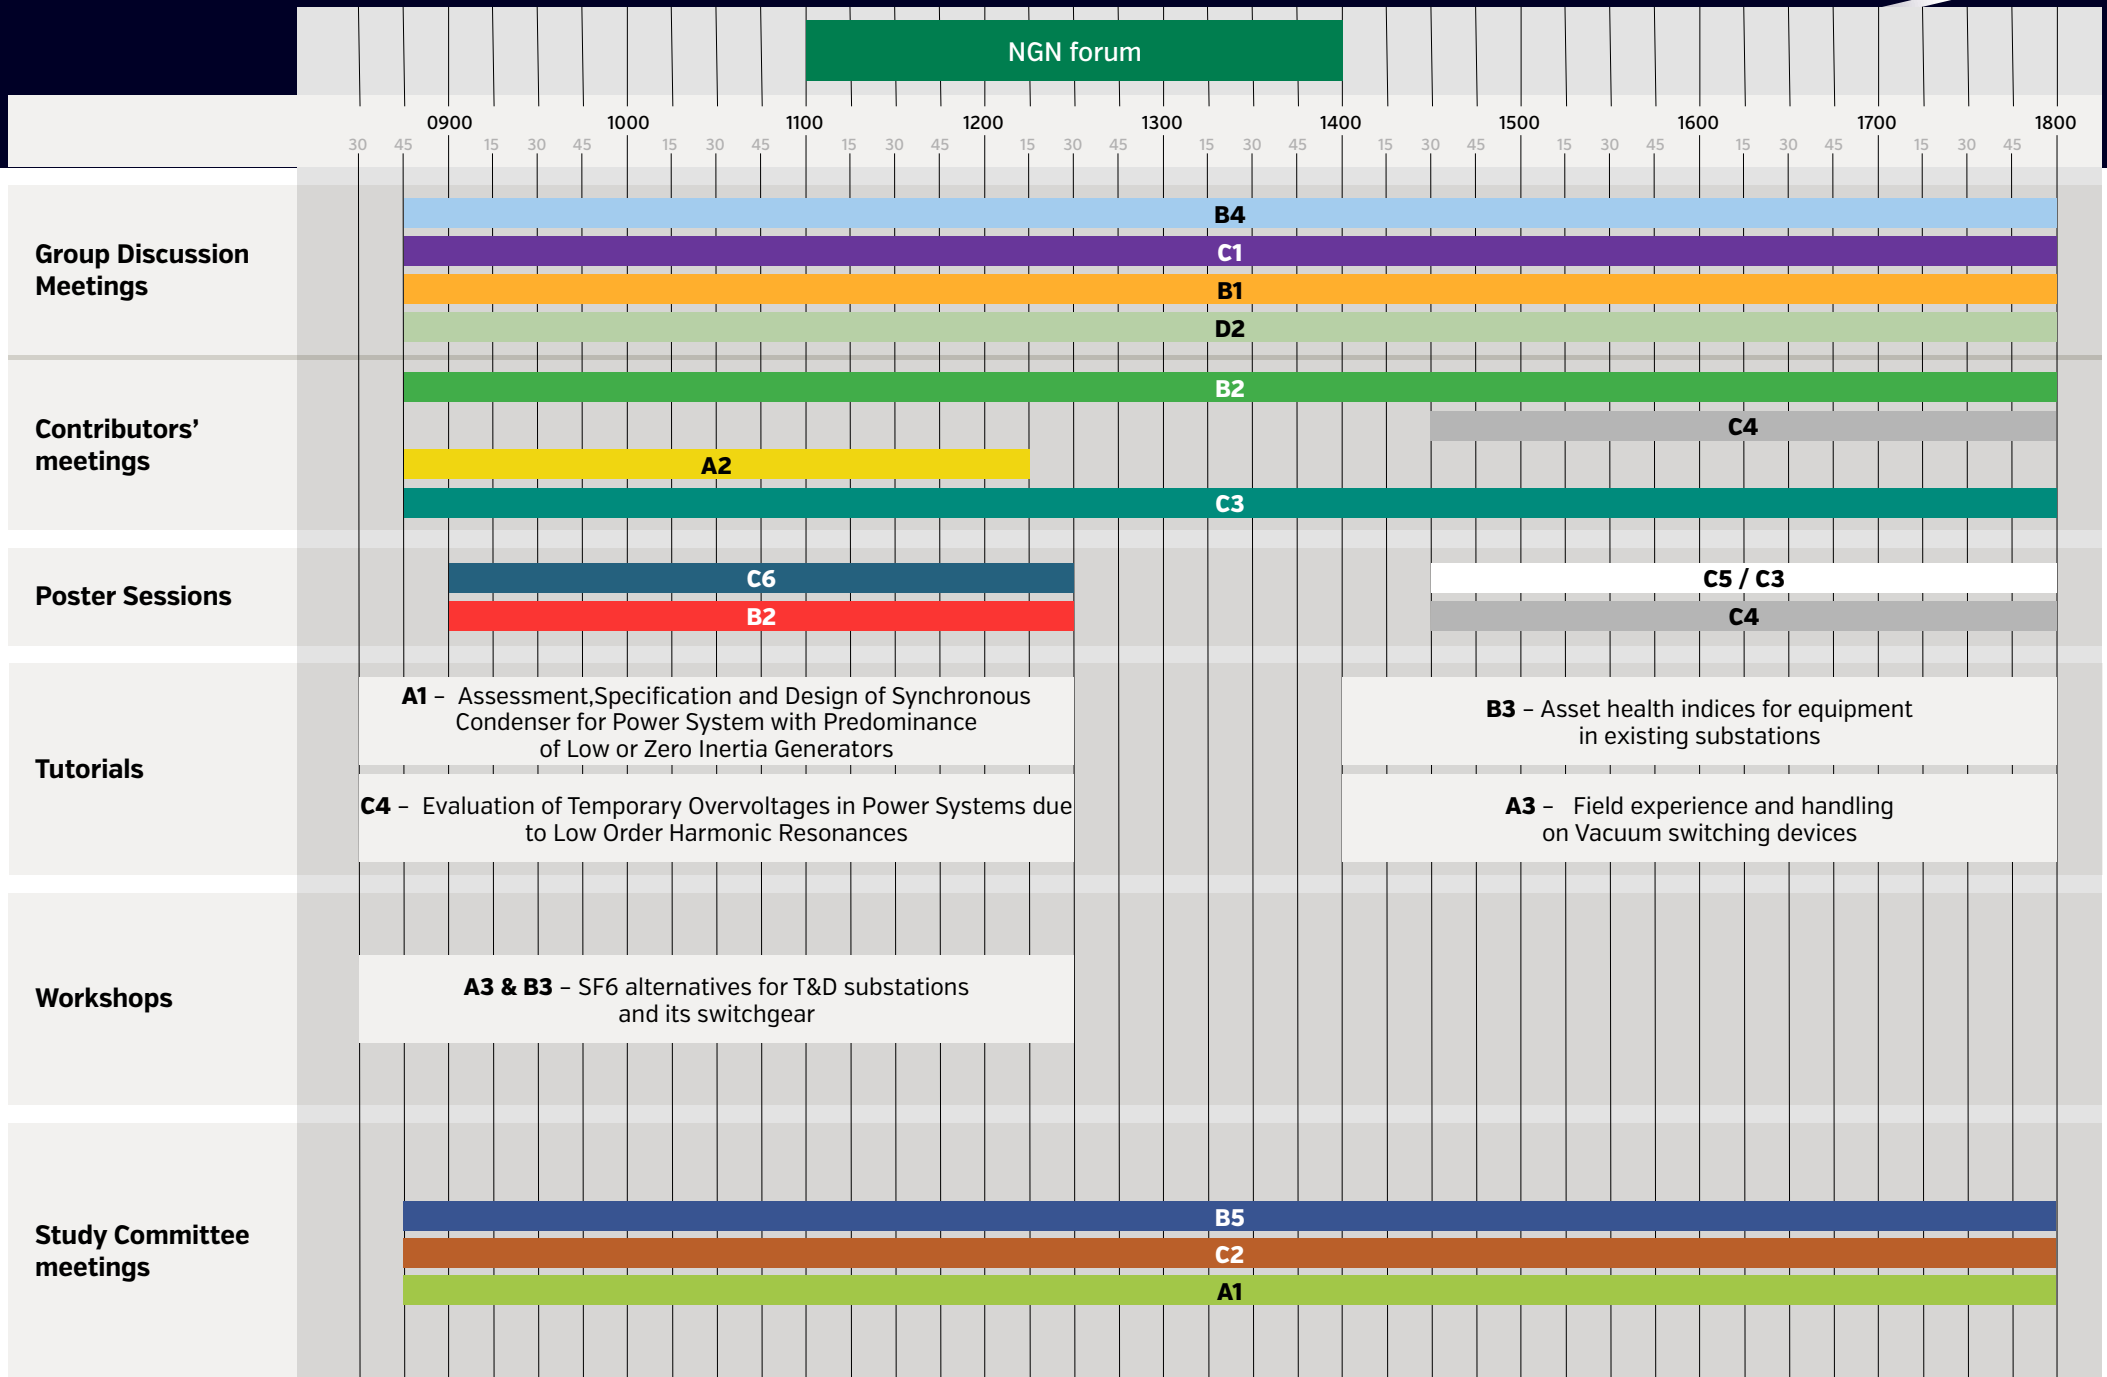 NGN forum
0900 1000 1100 1200 1300 1400 1500 1600 1700 1800
30 45 15 30 45 15 30 45 15 30 45 15 30 45 15 30 45 15 30 45 15 30 45 15 30 45 15 30 45
Group Discussion
Meetings
B4
C1
B1
D2
Contributors’
meetings
B2
C4
A2
C3
Poster Sessions
C6
C5 / C3
B2
C4
Tutorials
A1 – Assessment,Specification and Design of Synchronous
Condenser for Power System with Predominance
of Low or Zero Inertia Generators
B3 – Asset health indices for equipment
in existing substations
C4 – Evaluation of Temporary Overvoltages in Power Systems due
to Low Order Harmonic Resonances
A3 – Field experience and handling
on Vacuum switching devices
Workshops
A3 & B3 – SF6 alternatives for T&D substations
and its switchgear
Study Committee
meetings
B5
C2
A1